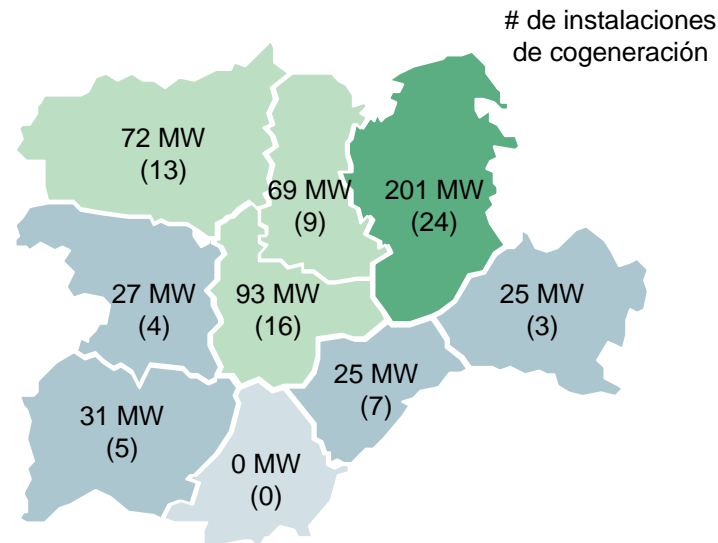 # de instalaciones
de cogeneración
72 MW
(13)
69 MW
(9)
201 MW
(24)
27 MW
(4)
93 MW
(16)
25 MW
(3)
25 MW
(7)
31 MW
(5)
0 MW
(0)